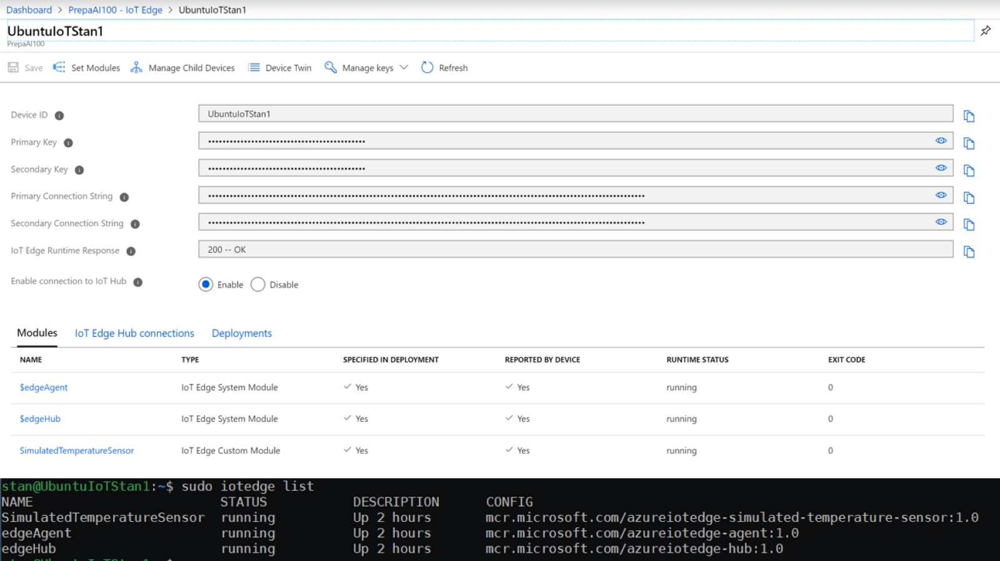 Dashboard > PrepaAI100 - IoT Edge > UbuntuIoTStan1
UbuntuIoTStan1
PrepaAI100
Save Set Modules Manage Child Devices Device Twin Manage keys Refresh
Device ID UbuntuIoTStan1
Primary Key ••••••••••••••••••••••••••••••••••••••••••••
Secondary Key ••••••••••••••••••••••••••••••••••••••••••••
Primary Connection String
Secondary Connection String
IoT Edge Runtime Response 200 -- OK
Enable connection to IoT Hub Enable Disable
Modules IoT Edge Hub connections Deployments
NAME TYPE SPECIFIED IN DEPLOYMENT REPORTED BY DEVICE RUNTIME STATUS EXIT CODE
$edgeAgent IoT Edge System Module Yes Yes running 0
$edgeHub IoT Edge System Module Yes Yes running 0
SimulatedTemperatureSensor IoT Edge Custom Module Yes Yes running 0
stan@UbuntuIoTStan1:~$ sudo iotedge list
NAME STATUS DESCRIPTION CONFIG
SimulatedTemperatureSensor running Up 2 hours mcr.microsoft.com/azureiotedge-simulated-temperature-sensor:1.0
edgeAgent running Up 2 hours mcr.microsoft.com/azureiotedge-agent:1.0
edgeHub running Up 2 hours mcr.microsoft.com/azureiotedge-hub:1.0